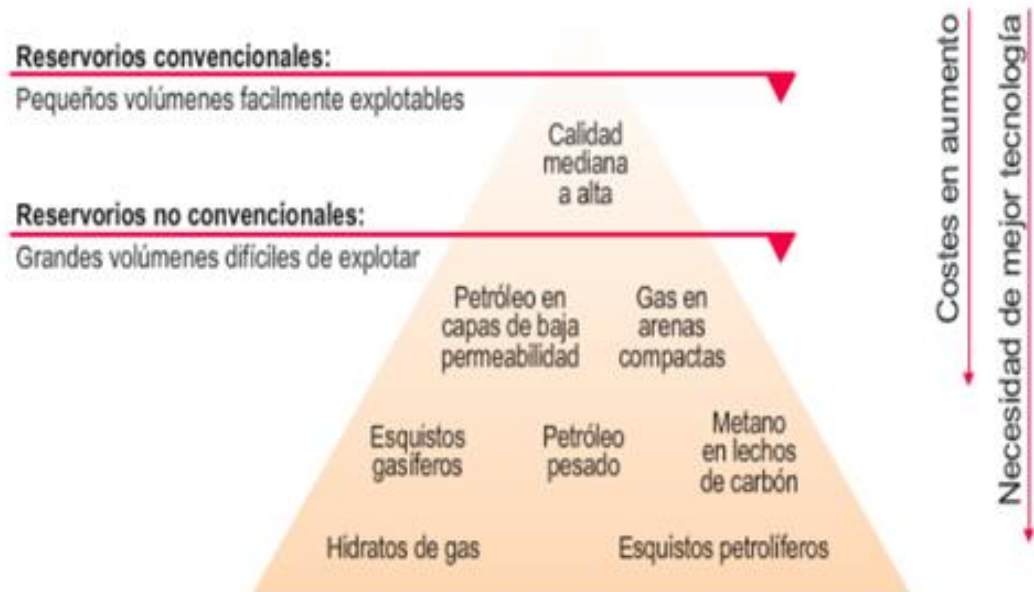 Reservorios convencionales:
Pequeños volúmenes facilmente explotables
Calidad
mediana
a alta
Reservorios no convencionales:
Grandes volúmenes difíciles de explotar
Petróleo en
capas de baja
permeabilidad
Gas en
arenas
compactas
Esquistos
gasíferos
Petróleo
pesado
Metano
en lechos
de carbón
Hidratos de gas
Esquistos petrolíferos
Costes en aumento
Necesidad de mejor tecnología